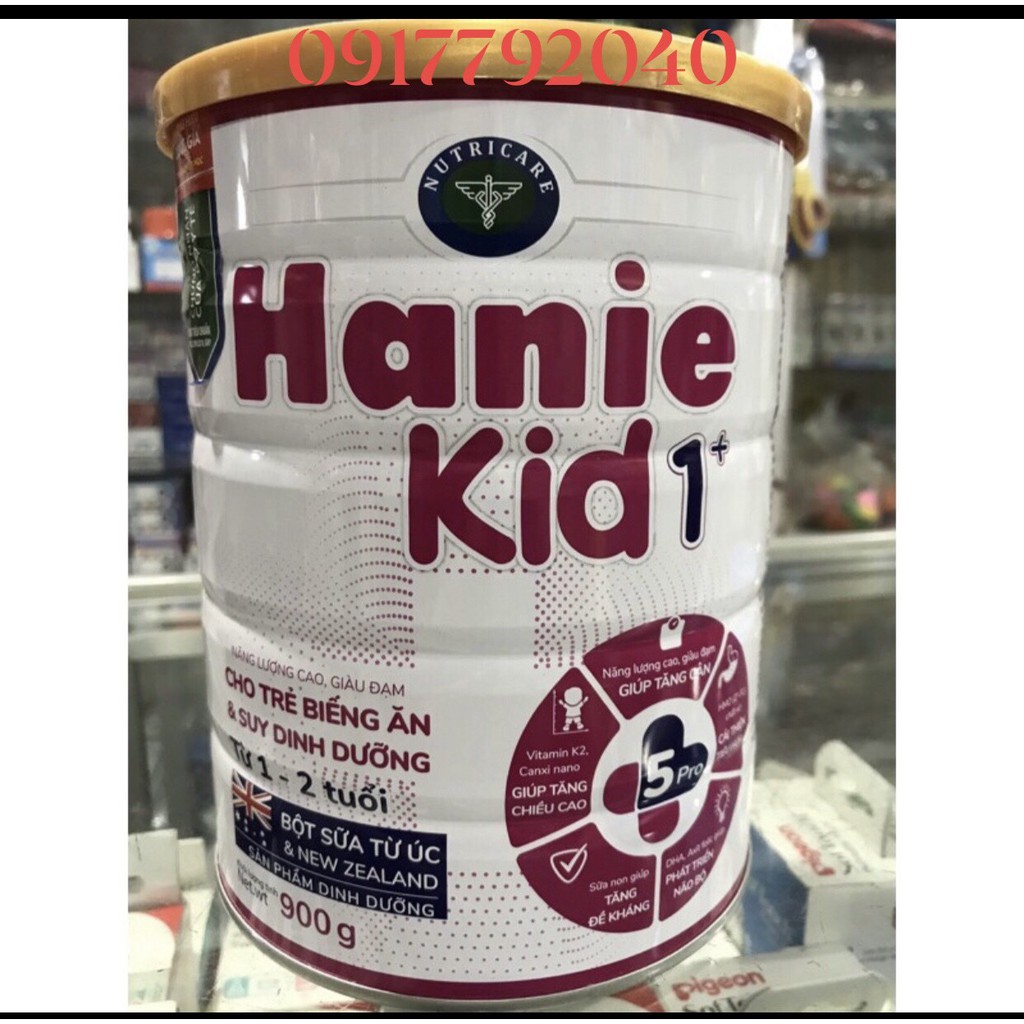 0917792040
NUTRICARE
Hanie
Kid 1+
NĂNG LƯỢNG CAO, GIÀU ĐẠM
CHO TRẺ BIẾNG ĂN
& SUY DINH DƯỠNG
Từ 1 - 2 tuổi
BỘT SỮA TỪ ÚC
& NEW ZEALAND
SẢN PHẨM DINH DƯỠNG
Net wt 900g
Năng lượng cao, giàu đạm
GIÚP TĂNG CÂN
Vitamin K2,
Canxi nano
GIÚP TĂNG
CHIỀU CAO
5 Pro
Sữa non giúp
TĂNG
ĐỀ KHÁNG
PHÁT TRIỂN
NÃO BỘ
Pigeon